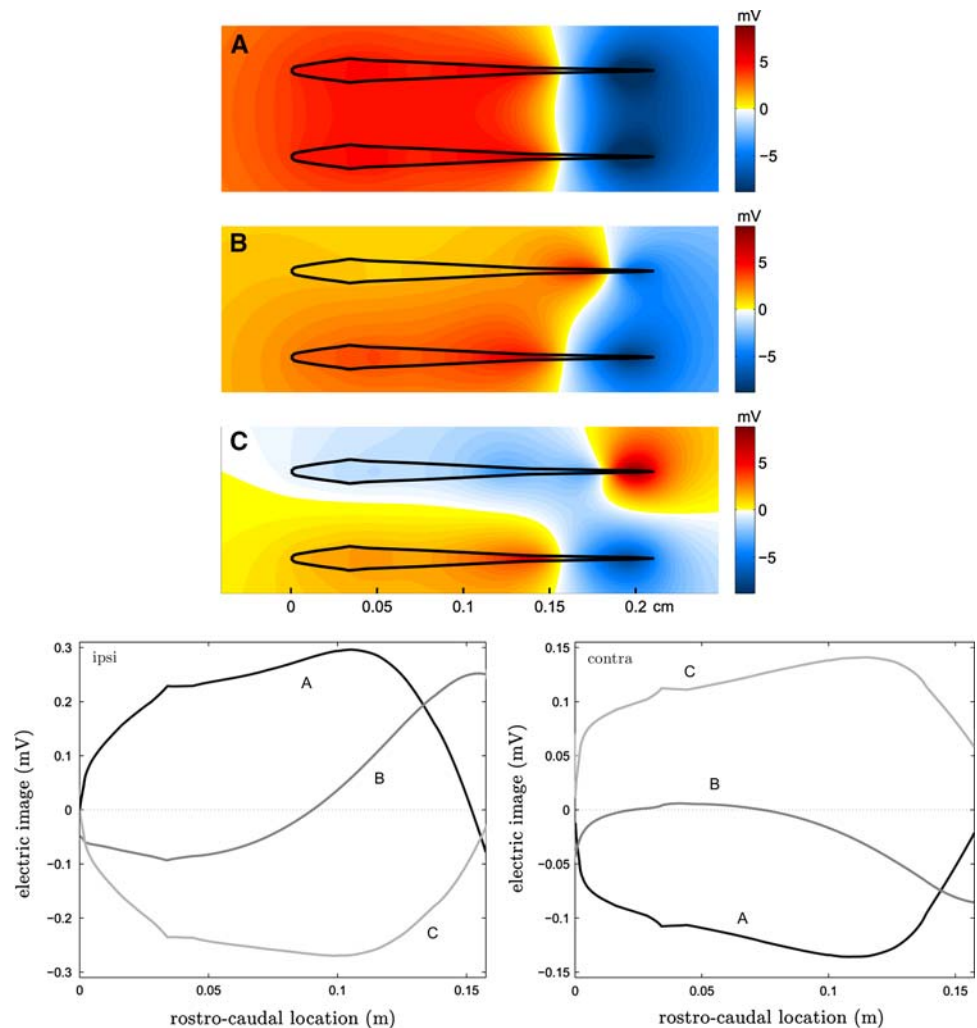 A
mV
5
0
−5
B
mV
5
0
−5
C
mV
5
0
−5
0 0.05 0.1 0.15 0.2 cm
ipsi
electric image (mV)
0.3
0.2
0.1
0
−0.1
−0.2
−0.3
A
B
C
0 0.05 0.1 0.15
rostro-caudal location (m)
contra
electric image (mV)
0.15
0.1
0.05
0
−0.05
−0.1
−0.15
C
B
A
0 0.05 0.1 0.15
rostro-caudal location (m)